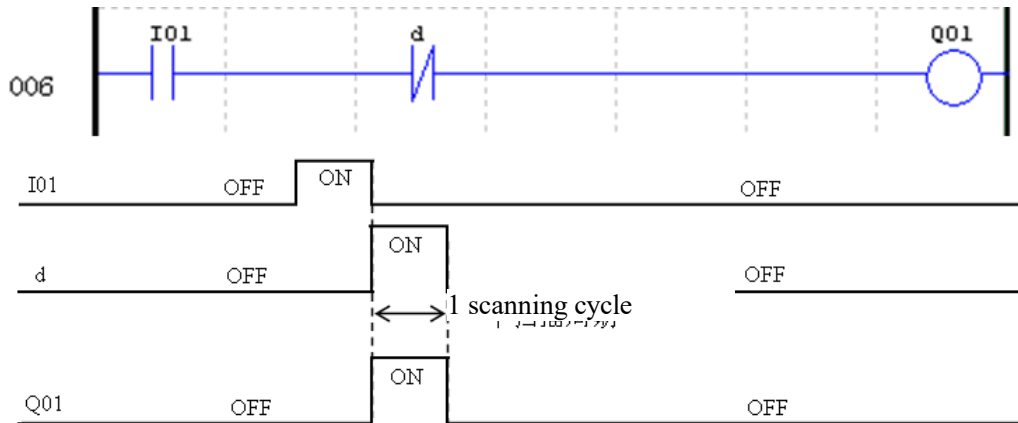 I01 d Q01
006
I01 OFF ON OFF
d OFF ON OFF
1 scanning cycle
Q01 OFF ON OFF